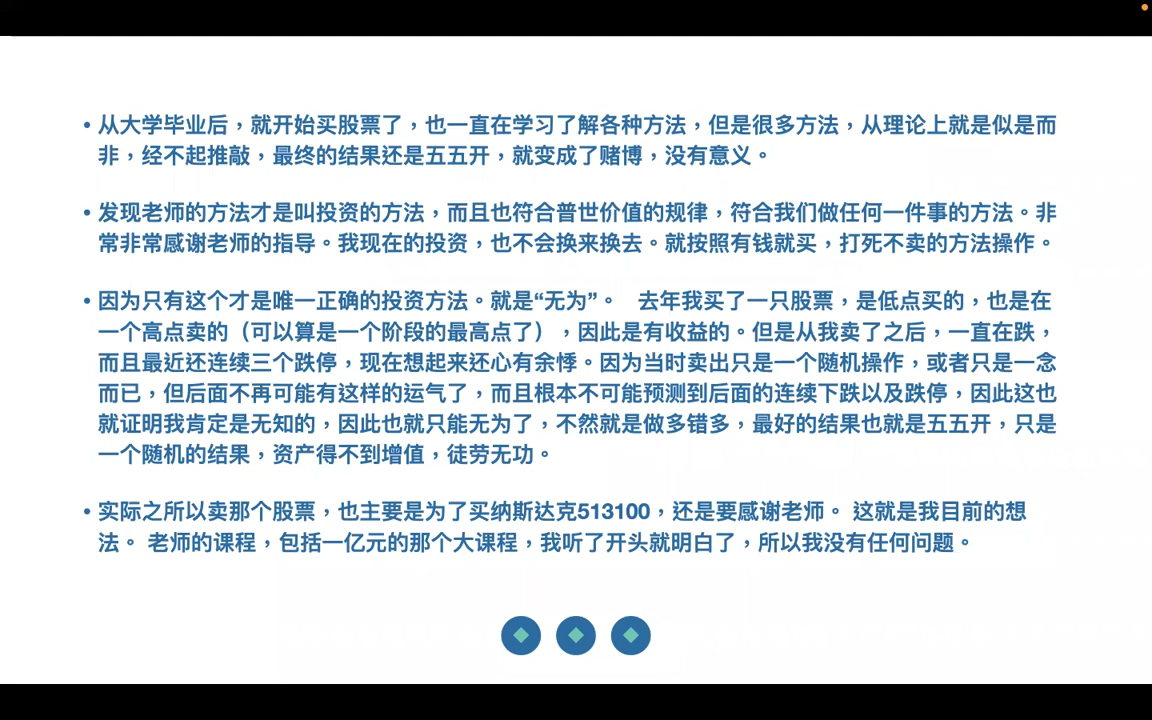 • 从大学毕业后，就开始买股票了，也一直在学习了解各种方法，但是很多方法，从理论上就是似是而
非，经不起推敲，最终的结果还是五五开，就变成了赌博，没有意义。
• 发现老师的方法才是叫投资的方法，而且也符合普世价值的规律，符合我们做任何一件事的方法。非
常非常感谢老师的指导。我现在的投资，也不会换来换去。就按照有钱就买，打死不卖的方法操作。
• 因为只有这个才是唯一正确的投资方法。就是“无为”。 去年我买了一只股票，是低点买的，也是在
一个高点卖的（可以算是一个阶段的最高点了），因此是有收益的。但是从我卖了之后，一直在跌，
而且最近还连续三个跌停，现在想起来还心有余悸。因为当时卖出只是一个随机操作，或者只是一念
而已，但后面不再可能有这样的运气了，而且根本不可能预测到后面的连续下跌以及跌停，因此这也
就证明我肯定是无知的，因此也就只能无为了，不然就是做多错多，最好的结果也就是五五开，只是
一个随机的结果，资产得不到增值，徒劳无功。
• 实际之所以卖那个股票，也主要是为了买纳斯达克513100，还是要感谢老师。 这就是我目前的想
法。 老师的课程，包括一亿元的那个大课程，我听了开头就明白了，所以我没有任何问题。